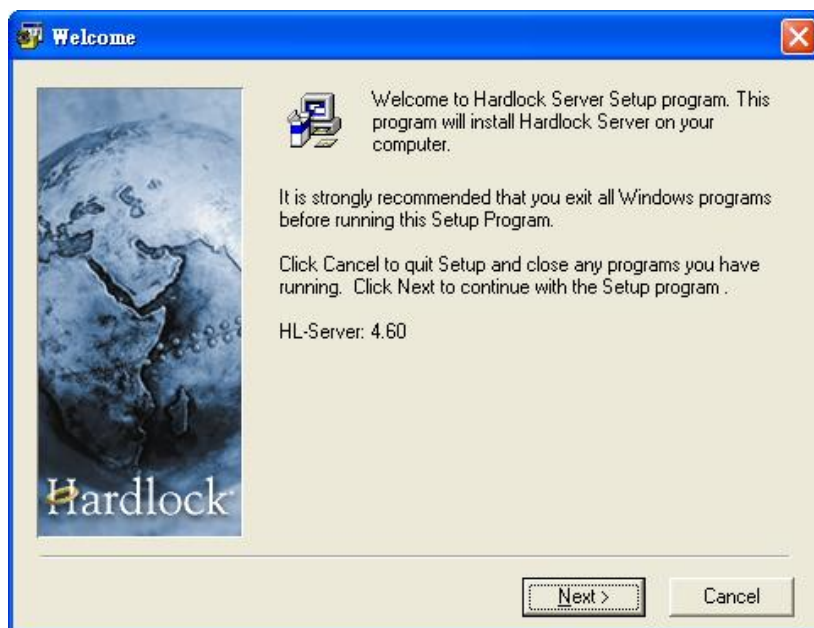 Welcome
Welcome to Hardlock Server Setup program. This
program will install Hardlock Server on your
computer.
It is strongly recommended that you exit all Windows programs
before running this Setup Program.
Click Cancel to quit Setup and close any programs you have
running.  Click Next to continue with the Setup program .
HL-Server: 4.60
Hardlock
Next >
Cancel